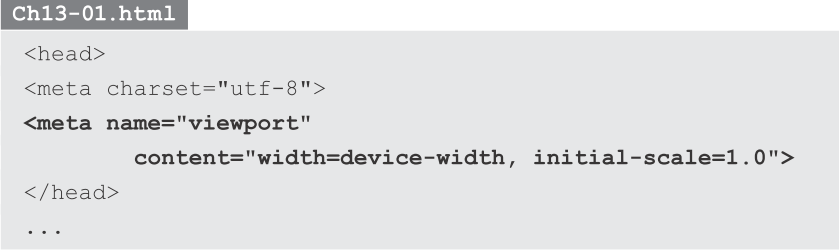 Ch13-01.html
<head>
<meta charset="utf-8">
<meta name="viewport"
content="width=device-width, initial-scale=1.0">
</head>
...